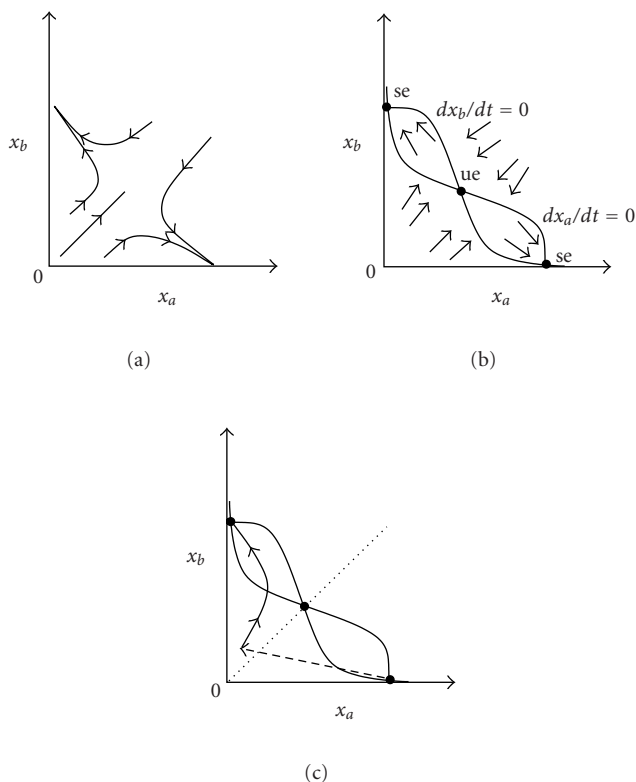 x_b
0
x_a
(a)
se
dx_b/dt = 0
x_b
ue
dx_a/dt = 0
se
0
x_a
(b)
x_b
0
x_a
(c)